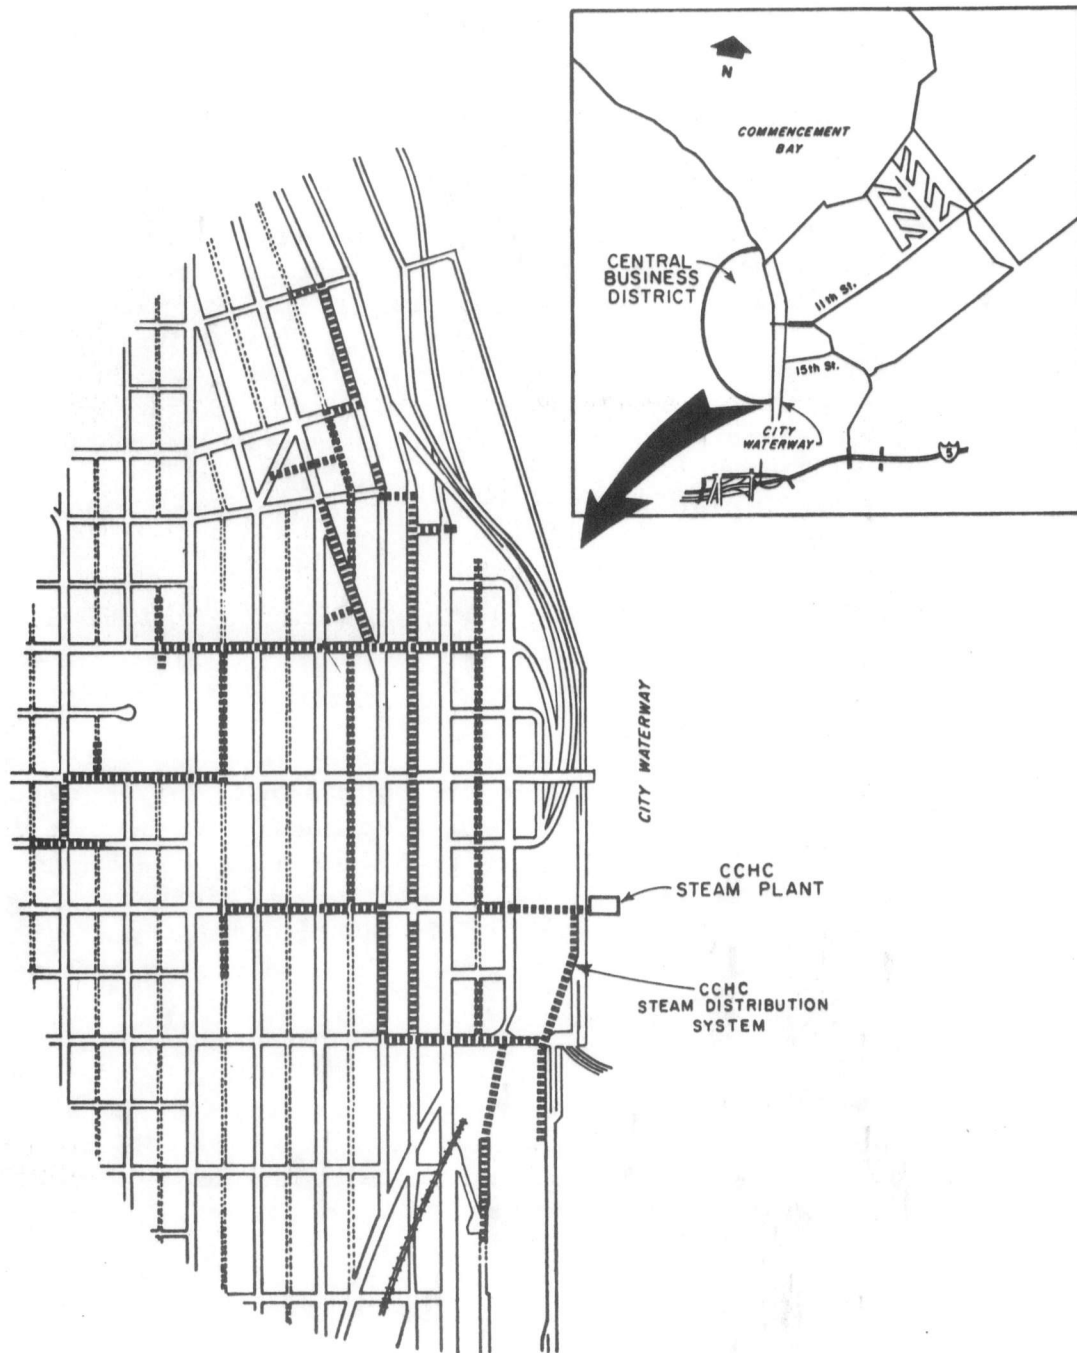 N
COMMENCEMENT
BAY
CENTRAL
BUSINESS
DISTRICT
11th St.
15th St.
CITY
WATERWAY
5
CITY WATERWAY
CCHC
STEAM PLANT
CCHC
STEAM DISTRIBUTION
SYSTEM